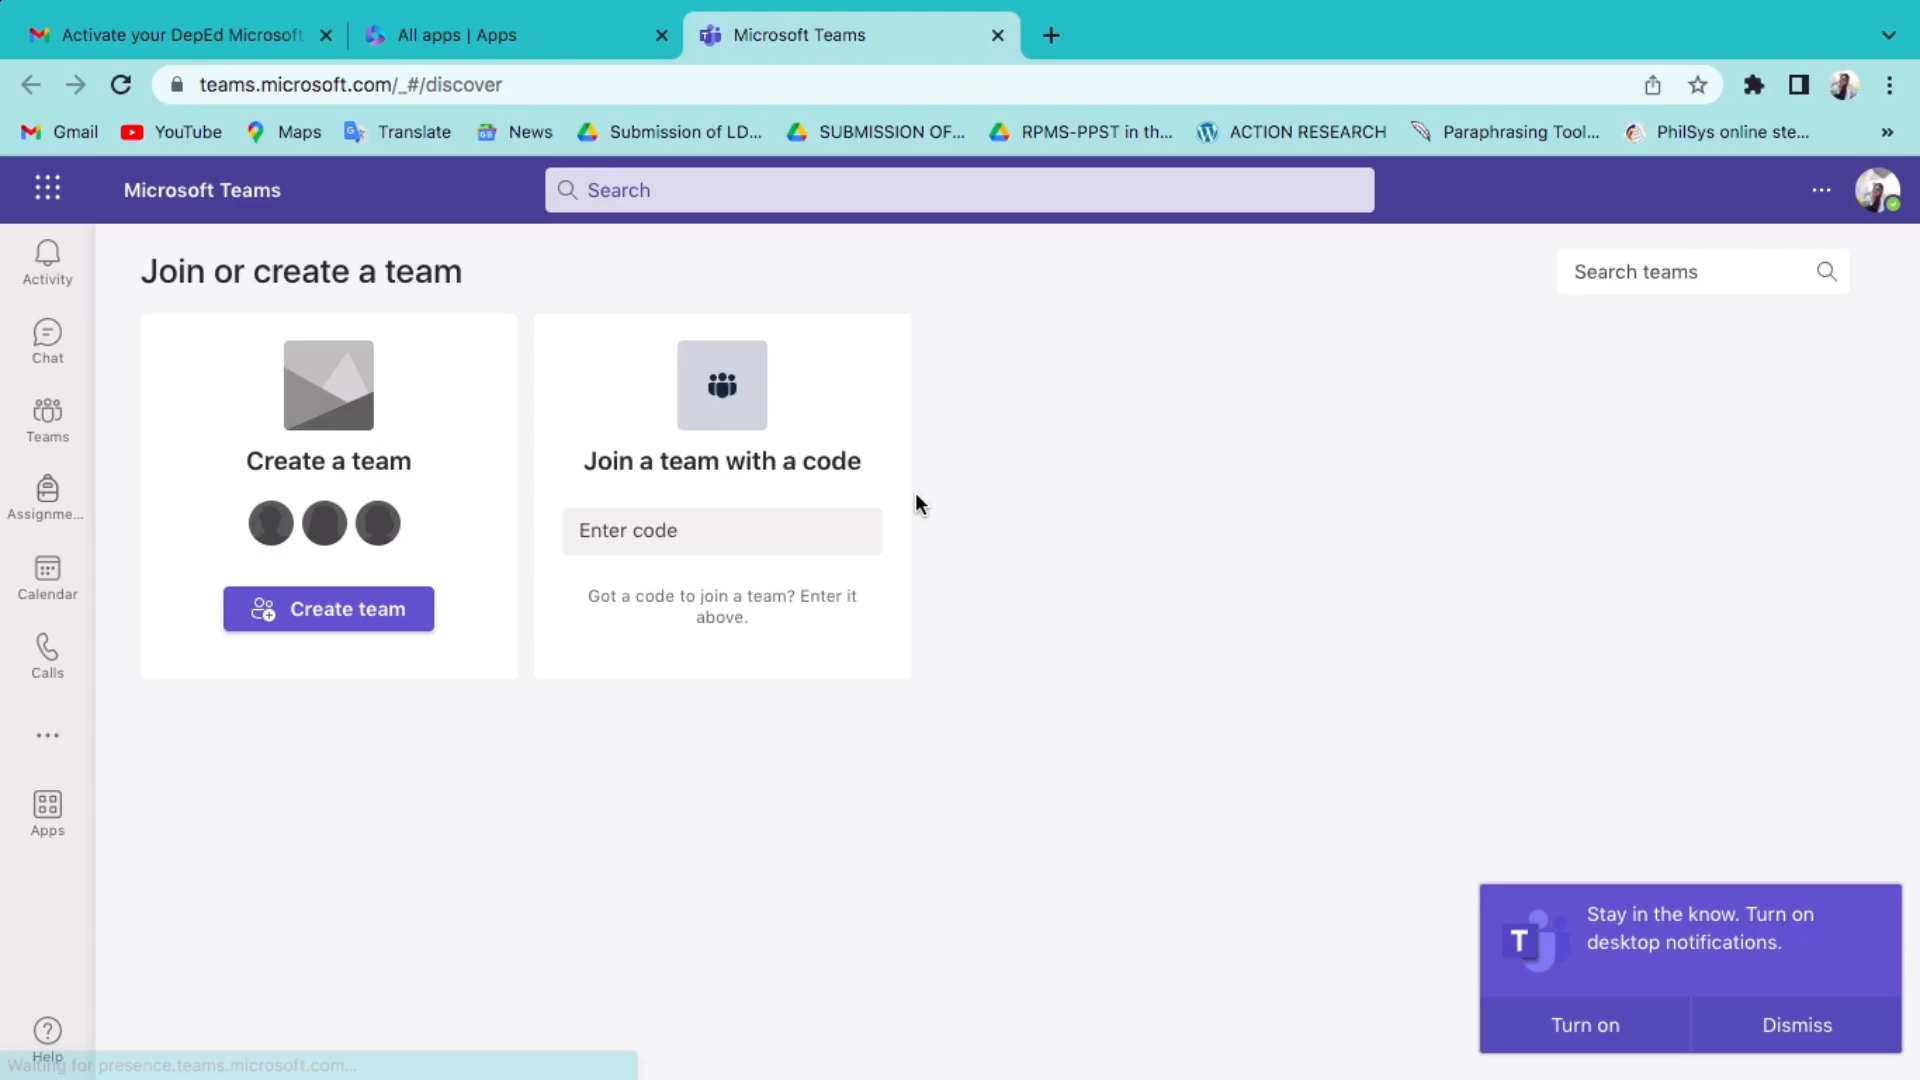 Activate your DepEd Microsoft
All apps | Apps
Microsoft Teams
teams.microsoft.com/_#/discover
Gmail
YouTube
Maps
Translate
News
Submission of LD...
SUBMISSION OF...
RPMS-PPST in th...
ACTION RESEARCH
Paraphrasing Tool...
PhilSys online ste...
»
Microsoft Teams
Search
Activity
Chat
Teams
Assignme...
Calendar
Calls
Apps
Help
Join or create a team
Search teams
Create a team
Create team
Join a team with a code
Enter code
Got a code to join a team? Enter it
above.
T
Stay in the know. Turn on
desktop notifications.
Turn on
Dismiss
Waiting for presence.teams.microsoft.com...